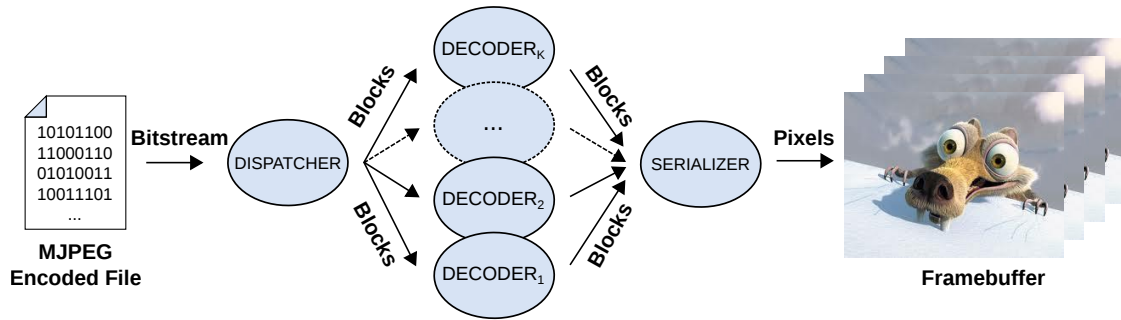 10101100
11000110
01010011
10011101
...
MJPEG
Encoded File
Bitstream
DISPATCHER
Blocks
Blocks
DECODERK
...
DECODER2
DECODER1
Blocks
Blocks
SERIALIZER
Pixels
Framebuffer